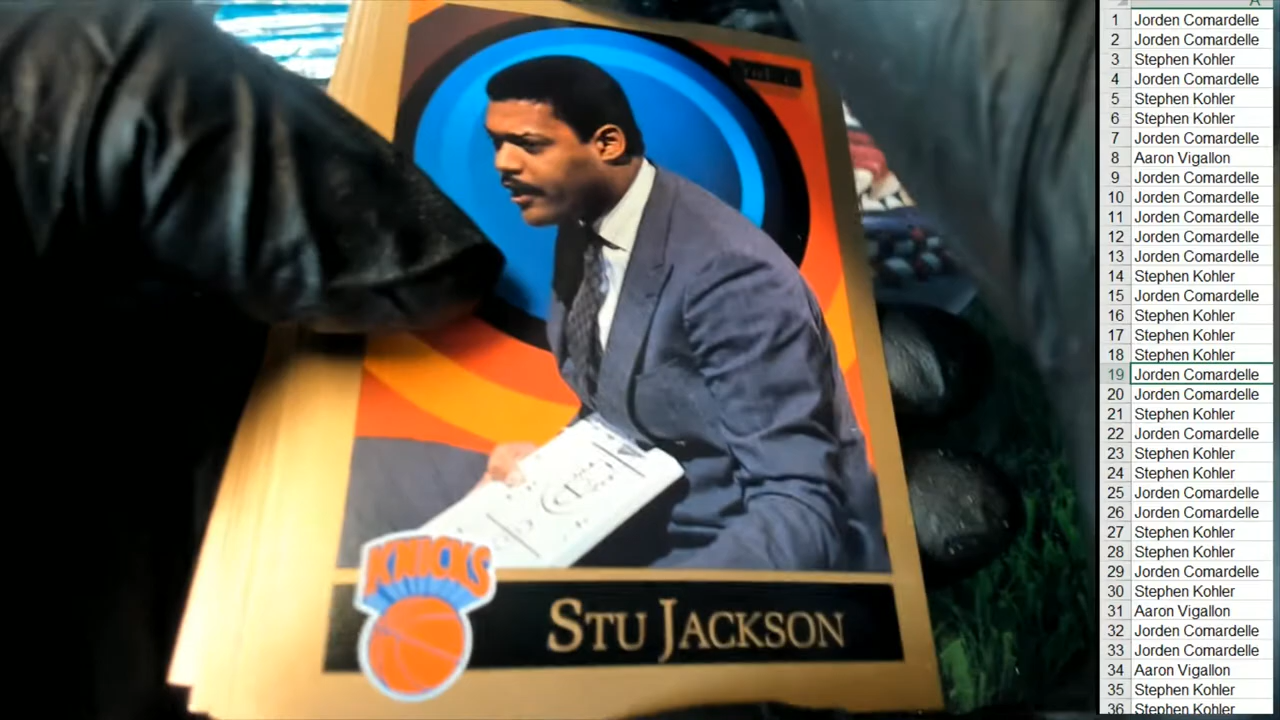 KNICKS
STU JACKSON
A
1 Jorden Comardelle
2 Jorden Comardelle
3 Stephen Kohler
4 Jorden Comardelle
5 Stephen Kohler
6 Stephen Kohler
7 Jorden Comardelle
8 Aaron Vigallon
9 Jorden Comardelle
10 Jorden Comardelle
11 Jorden Comardelle
12 Jorden Comardelle
13 Jorden Comardelle
14 Stephen Kohler
15 Jorden Comardelle
16 Stephen Kohler
17 Stephen Kohler
18 Stephen Kohler
19 Jorden Comardelle
20 Jorden Comardelle
21 Stephen Kohler
22 Jorden Comardelle
23 Stephen Kohler
24 Stephen Kohler
25 Jorden Comardelle
26 Jorden Comardelle
27 Stephen Kohler
28 Stephen Kohler
29 Jorden Comardelle
30 Stephen Kohler
31 Aaron Vigallon
32 Jorden Comardelle
33 Jorden Comardelle
34 Aaron Vigallon
35 Stephen Kohler
36 Stephen Kohler